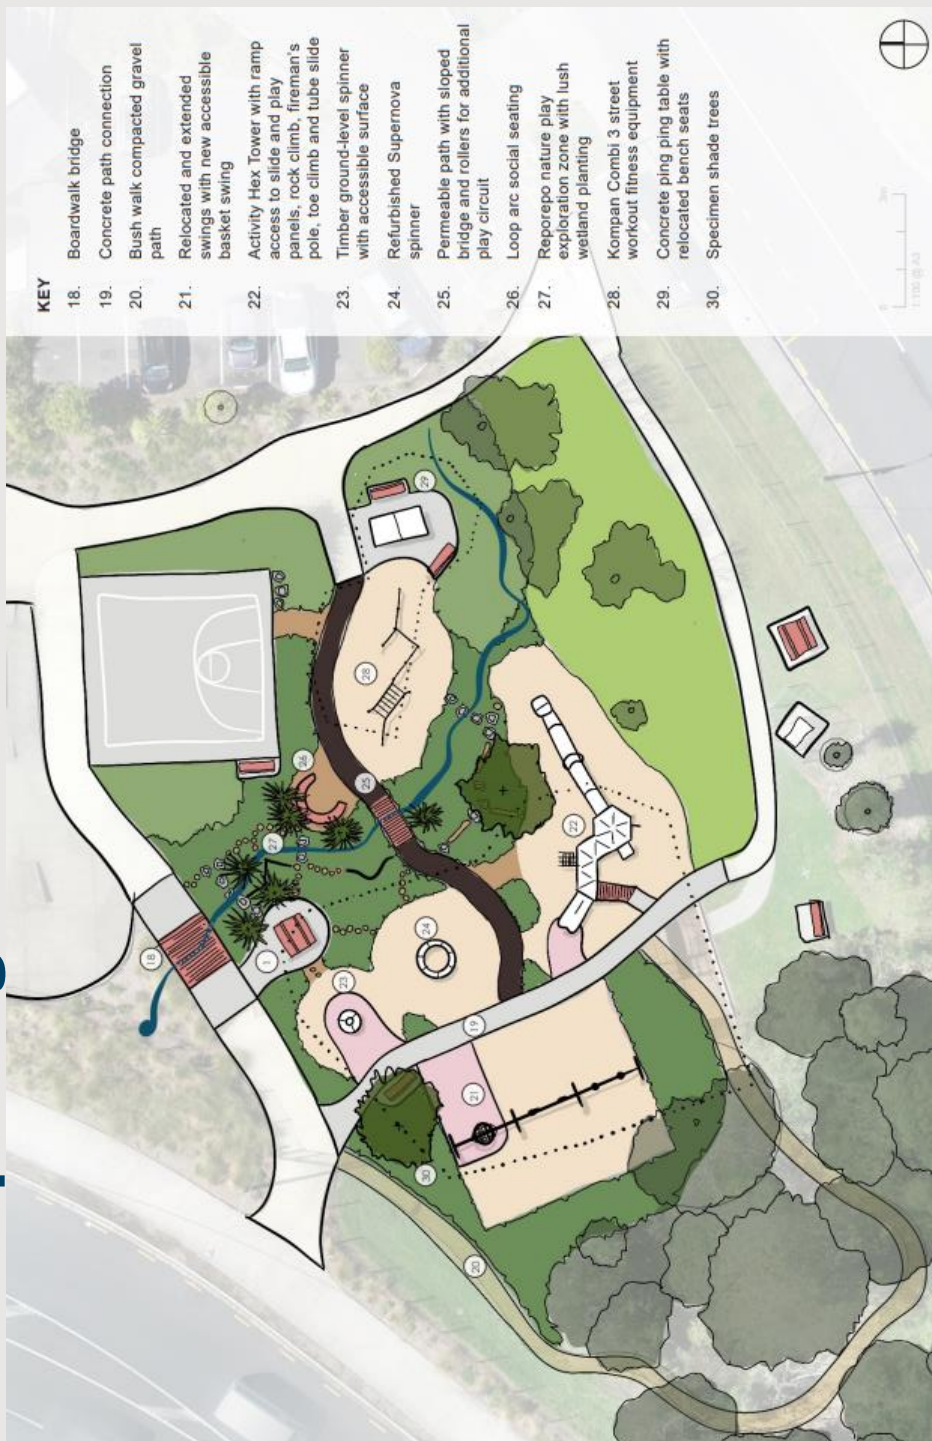 KEY
18. Boardwalk bridge
19. Concrete path connection
20. Bush walk compacted gravel
path
21. Relocated and extended
swings with new accessible
basket swing
22. Activity Hex Tower with ramp
access to slide and play
panels, rock climb, fireman's
pole, toe climb and tube slide
23. Timber ground-level spinner
with accessible surface
24. Refurbished Supernova
spinner
25. Permeable path with sloped
bridge and rollers for additional
play circuit
26. Loop arc social seating
27. Reporepo nature play
exploration zone with lush
wetland planting
28. Kompan Combi 3 street
workout fitness equipment
29. Concrete ping ping table with
relocated bench seats
30. Specimen shade trees
0
1:100 @ A3
18
1
27
26
25
28
29
23
24
22
19
21
30
20